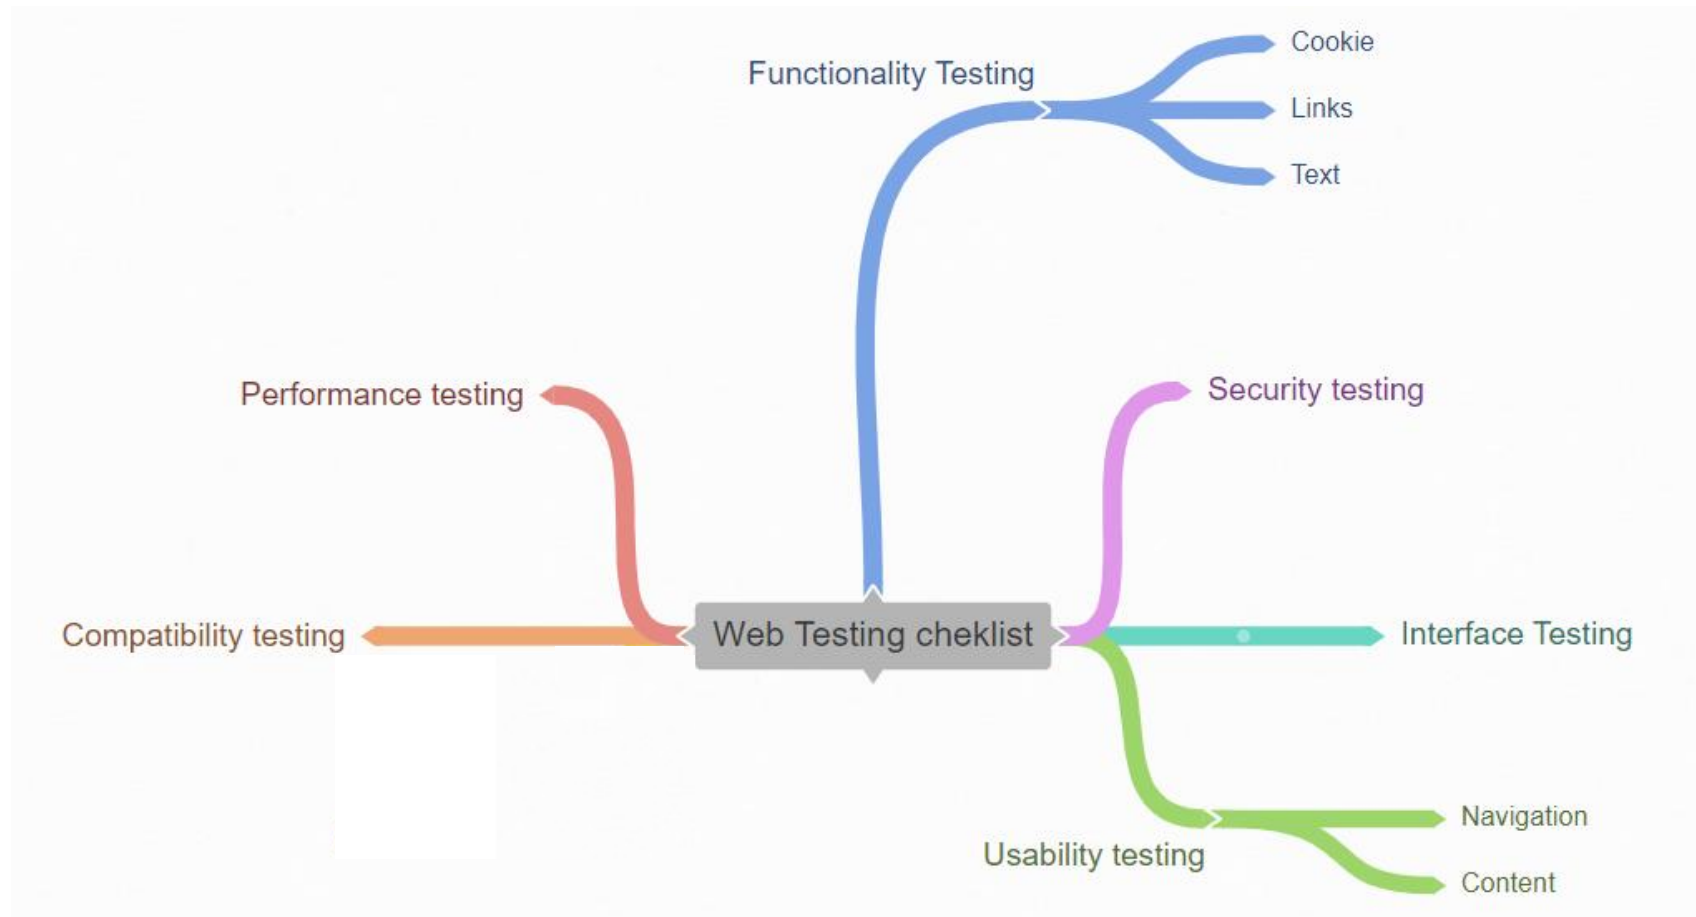 Functionality Testing
Cookie
Links
Text
Performance testing
Security testing
Compatibility testing
Web Testing cheklist
Interface Testing
Usability testing
Navigation
Content